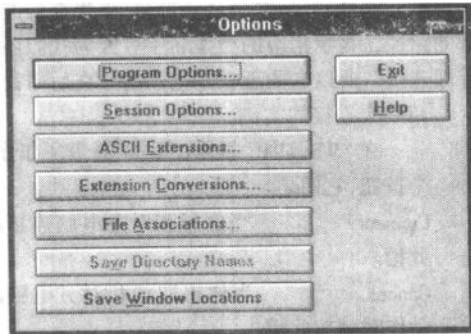 Options
Program Options...
Exit
Session Options...
Help
ASCII Extensions...
Extension Conversions...
File Associations...
Save Directory Names
Save Window Locations